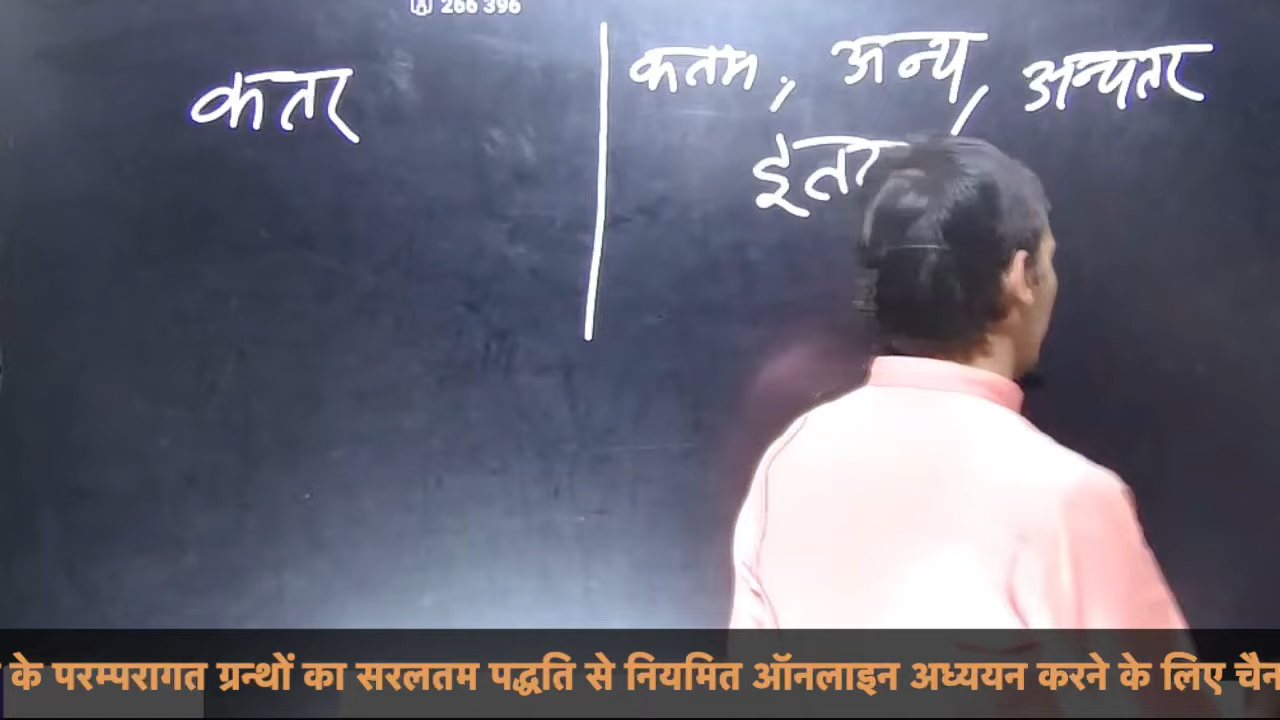 266 396
कतर
कतम, अन्य, अन्यतर
इतर
के परम्परागत ग्रन्थों का सरलतम पद्धति से नियमित ऑनलाइन अध्ययन करने के लिए चैन